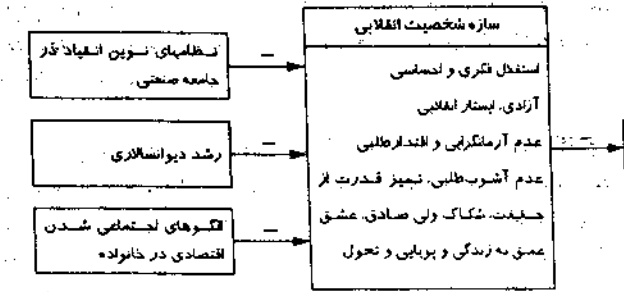 سازه شخصیت انقلابی
استقلال فکری و احساسی
آزادی، ایستار انقلابی
عدم آرمانگرایی و اقتدارطلبی
عدم آشوب‌طلبی، تمیز قدرت از
حقیقت، شکاک ولی صادق، عشق
عمیق به زندگی و پویایی و تحول
نظامهای نوین انقیاد در
جامعه صنعتی
رشد دیوانسالاری
الگوهای اجتماعی شدن
اقتصادی در خانواده